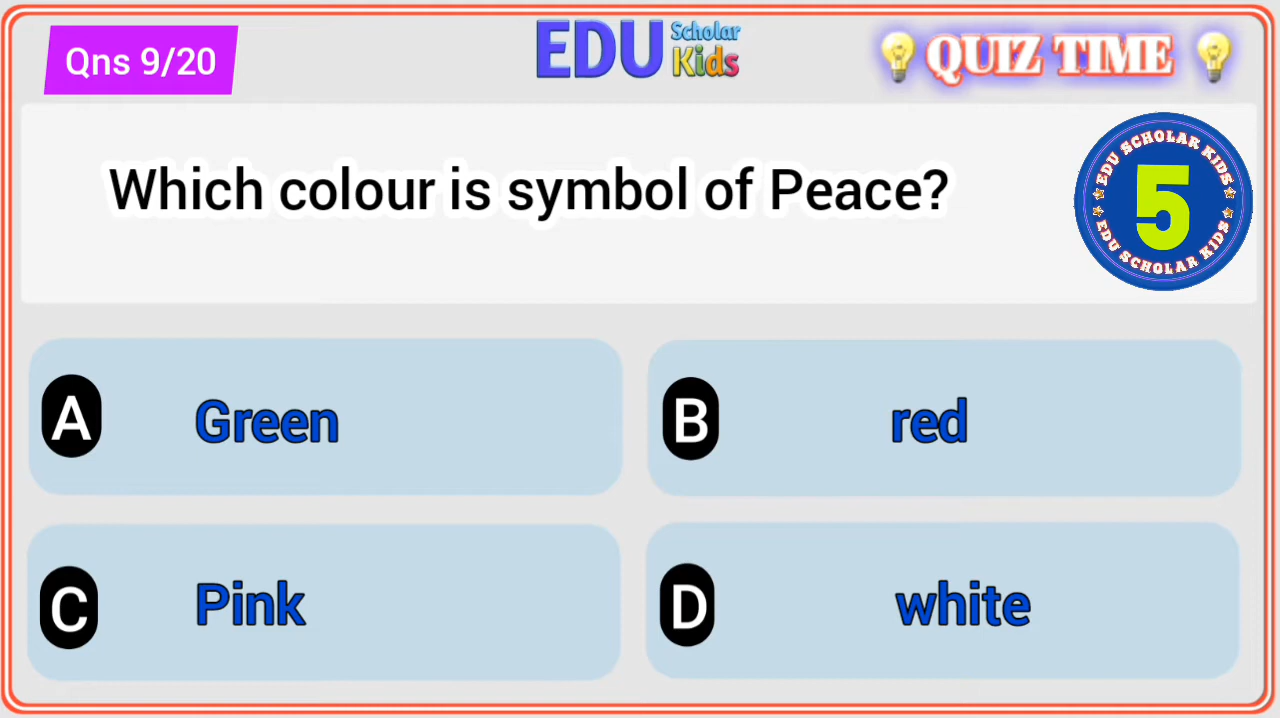 Qns 9/20
EDU Scholar Kids
QUIZ TIME
Which colour is symbol of Peace?
EDU SCHOLAR KIDS
5
EDU SCHOLAR KIDS
A Green
B red
C Pink
D white